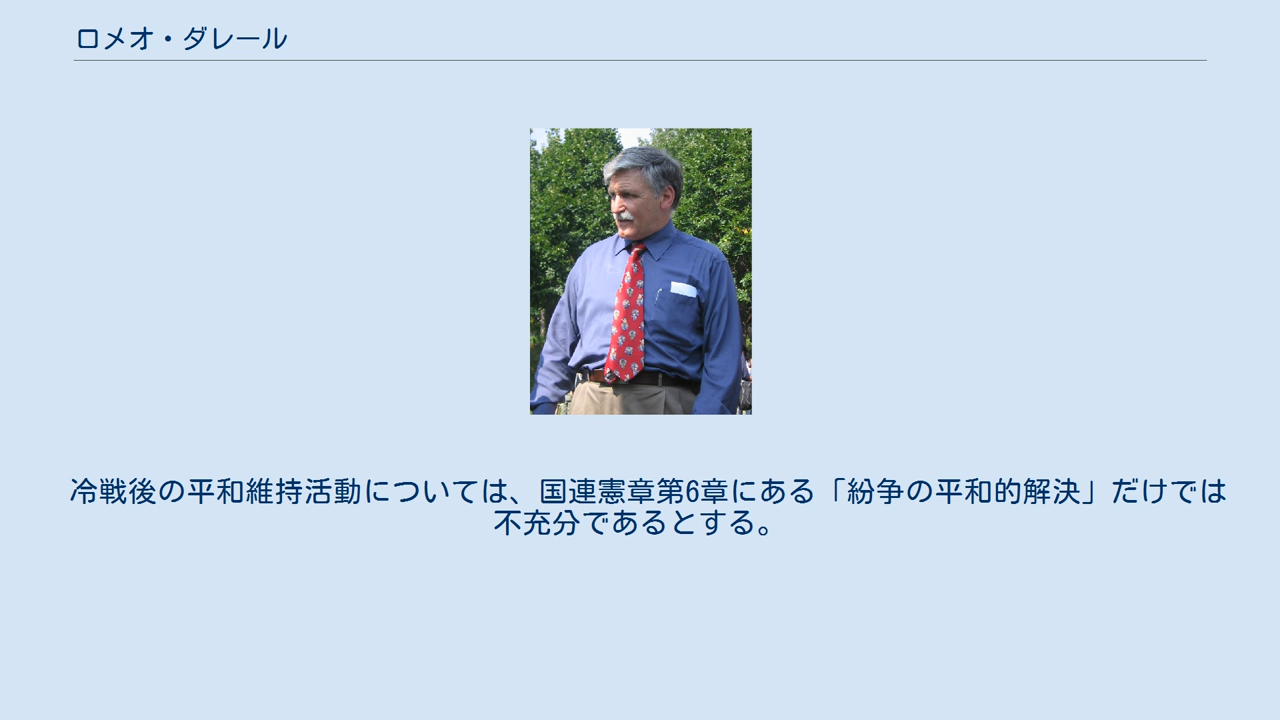 ロメオ・ダレール
冷戦後の平和維持活動については、国連憲章第6章にある「紛争の平和的解決」だけでは
不充分であるとする。